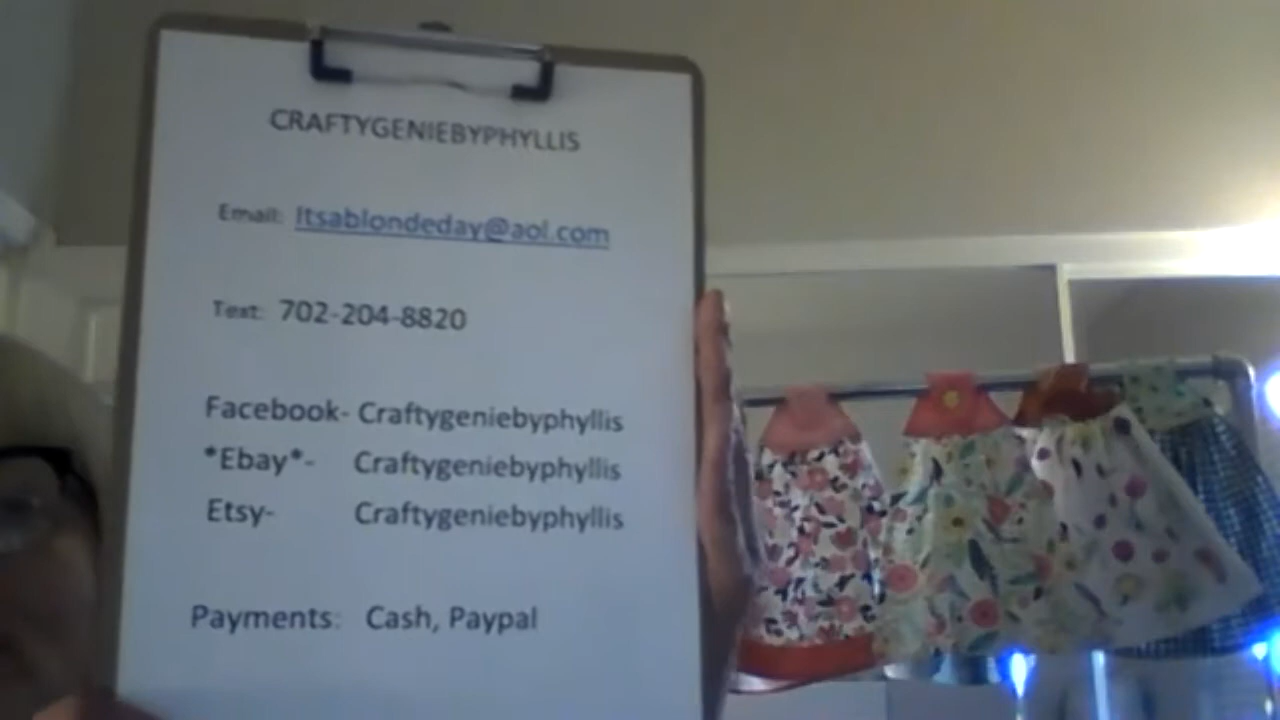 CRAFTYGENIEBYPHYLLIS
Email: Itsablondeday@aol.com
Text: 702-204-8820
Facebook- Craftygeniebyphyllis
*Ebay*- Craftygeniebyphyllis
Etsy- Craftygeniebyphyllis
Payments: Cash, Paypal